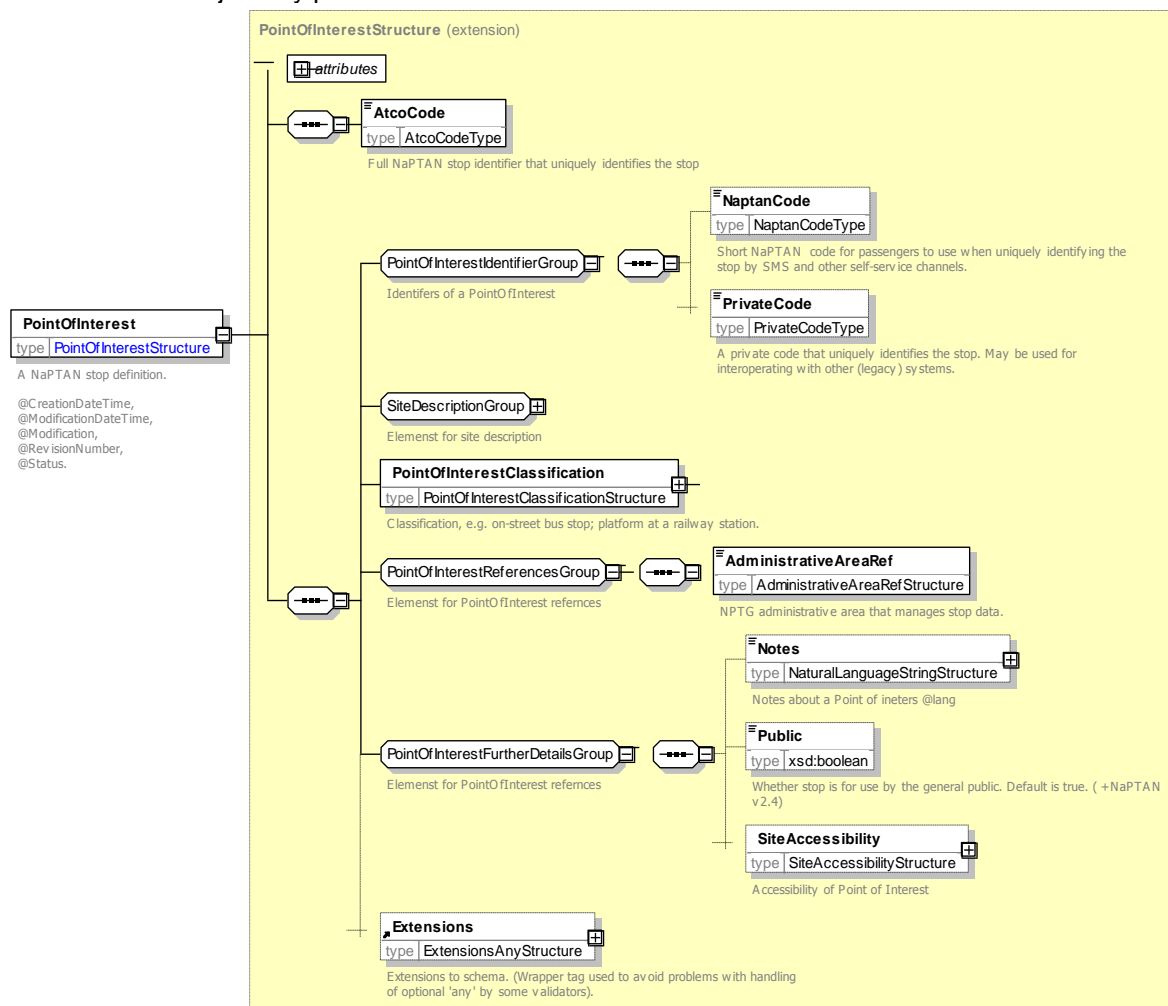 PointOfInterestStructure (extension)
attributes
AtcoCode
type AtcoCodeType
Full NaPTAN stop identifier that uniquely identifies the stop
NaptanCode
type NaptanCodeType
Short NaPTAN code for passengers to use when uniquely identifying the
stop by SMS and other self-service channels.
PointOfInterestIdentifierGroup
Identifers of a PointOfInterest
PrivateCode
type PrivateCodeType
A private code that uniquely identifies the stop. May be used for
interoperating with other (legacy) systems.
PointOfInterest
type PointOfInterestStructure
A NaPTAN stop definition.
@CreationDateTime,
@ModificationDateTime,
@Modification,
@RevisionNumber,
@Status.
SiteDescriptionGroup
Elemenst for site description
PointOfInterestClassification
type PointOfInterestClassificationStructure
Classification, e.g. on-street bus stop; platform at a railway station.
PointOfInterestReferencesGroup
Elemenst for PointOfInterest refernces
AdministrativeAreaRef
type AdministrativeAreaRefStructure
NPTG administrative area that manages stop data.
Notes
type NaturalLanguageStringStructure
Notes about a Point of ineters @lang
PointOfInterestFurtherDetailsGroup
Elemenst for PointOfInterest refernces
Public
type xsd:boolean
Whether stop is for use by the general public. Default is true. ( +NaPTAN
v2.4)
SiteAccessibility
type SiteAccessibilityStructure
Accessibility of Point of Interest
Extensions
type ExtensionsAnyStructure
Extensions to schema. (Wrapper tag used to avoid problems with handling
of optional 'any' by some validators).